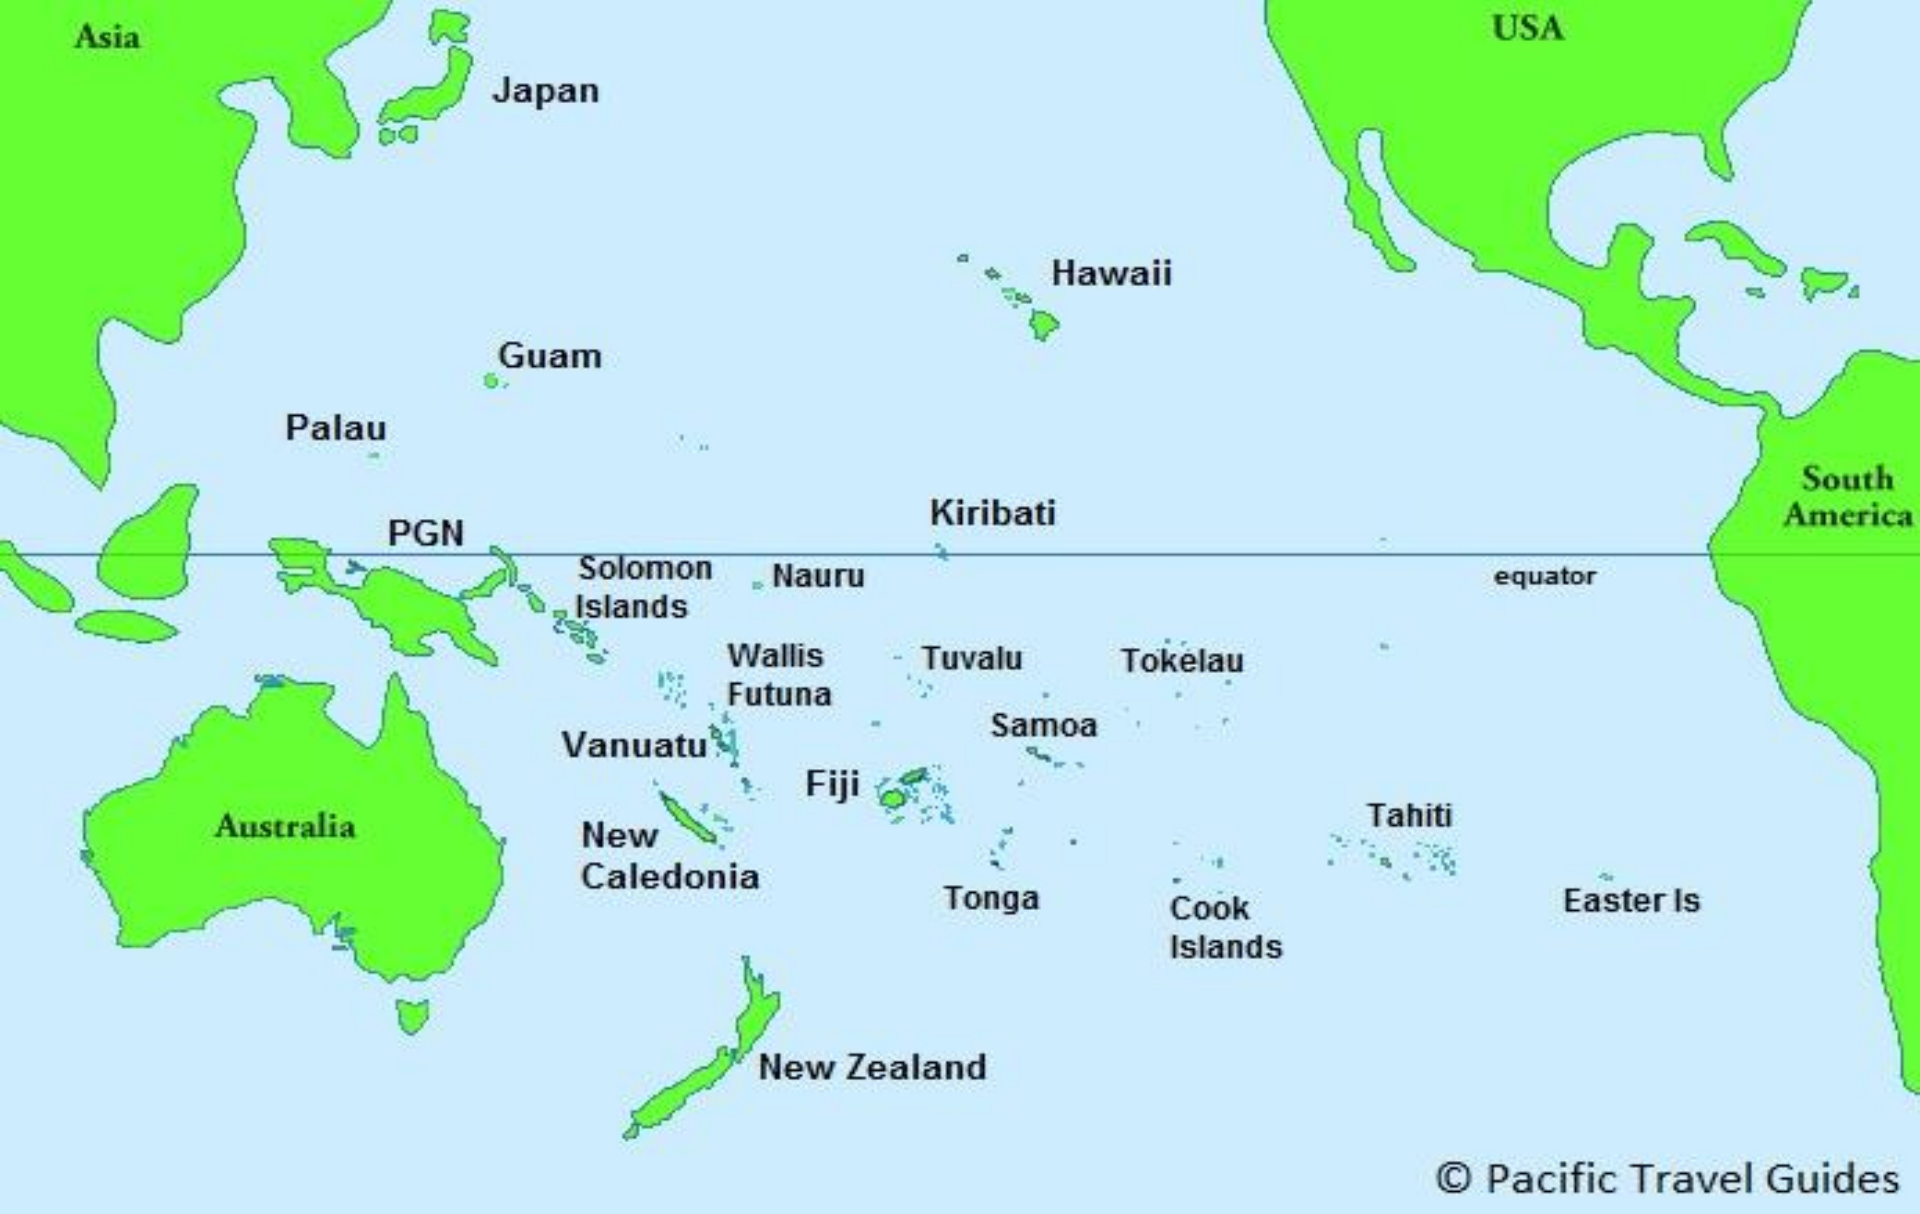 Asia
USA
Japan
Hawaii
Guam
Palau
South
America
Kiribati
PGN
Solomon
Islands
Nauru
equator
Wallis
Futuna
Tuvalu
Tokelau
Samoa
Vanuatu
Fiji
Australia
Tahiti
New
Caledonia
Tonga
Cook
Islands
Easter Is
New Zealand
© Pacific Travel Guides